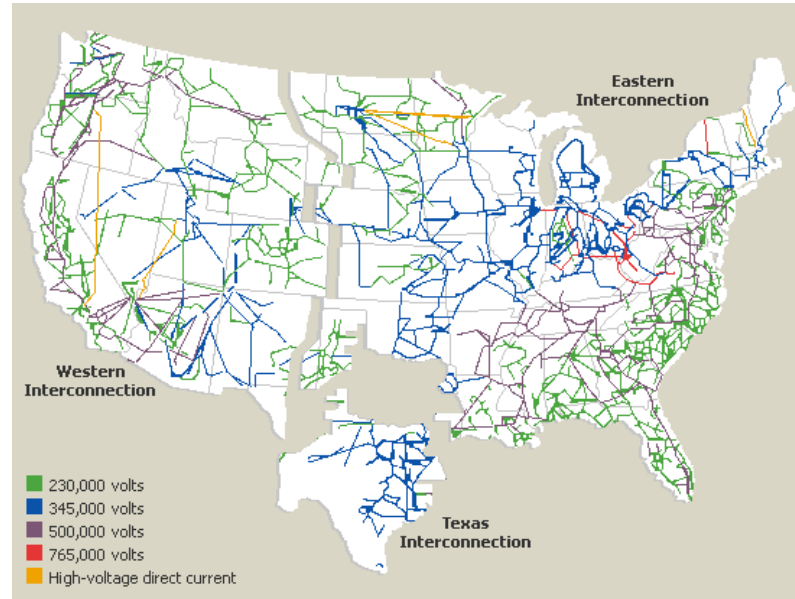 Eastern
Interconnection
Western
Interconnection
Texas
Interconnection
230,000 volts
345,000 volts
500,000 volts
765,000 volts
High-voltage direct current